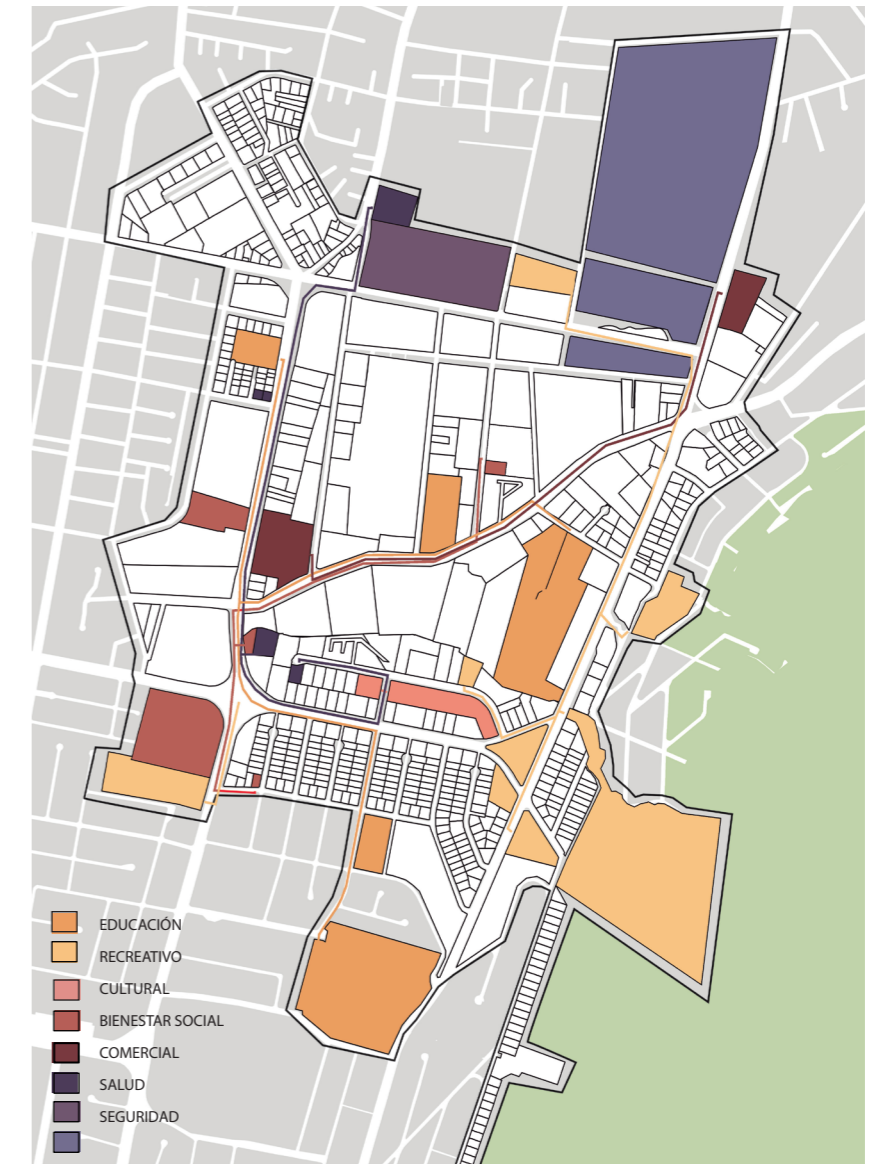 EDUCACIÓN
RECREATIVO
CULTURAL
BIENESTAR SOCIAL
COMERCIAL
SALUD
SEGURIDAD